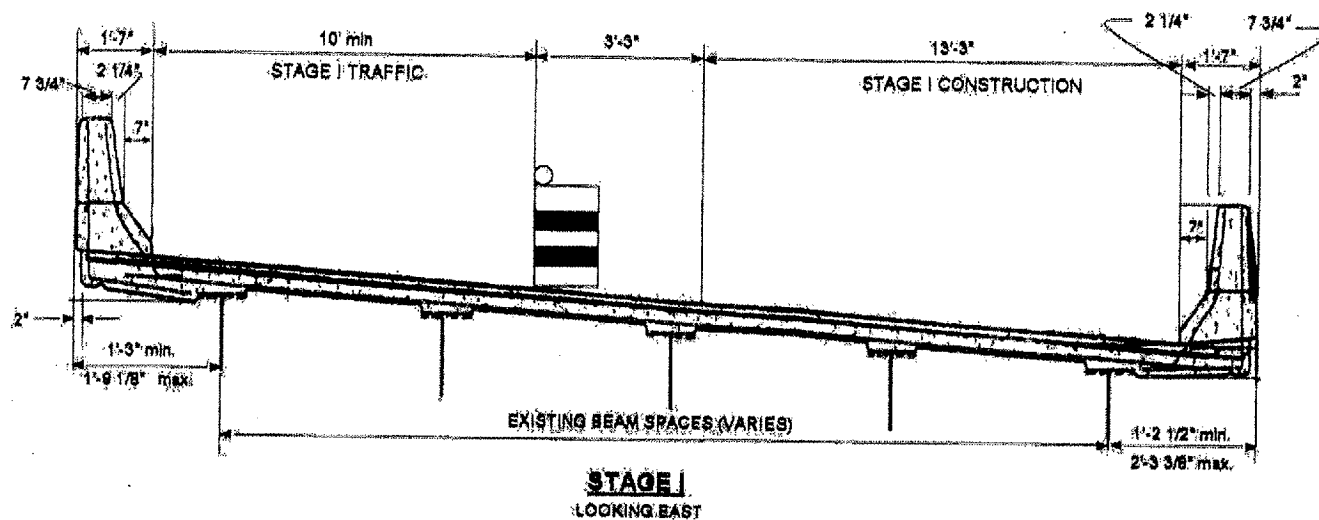 2 1/4" 7 3/4"
1'-7" 10' min 3'-3" 13'-3" 1'-7"
STAGE I TRAFFIC STAGE I CONSTRUCTION
2 1/4" 2"
7 3/4"
7"
7"
2"
1'-3" min.
1'-9 1/8" max.
EXISTING BEAM SPACES (VARIES)
1'-2 1/2" min.
2'-3 3/8" max.
STAGE I
LOOKING EAST